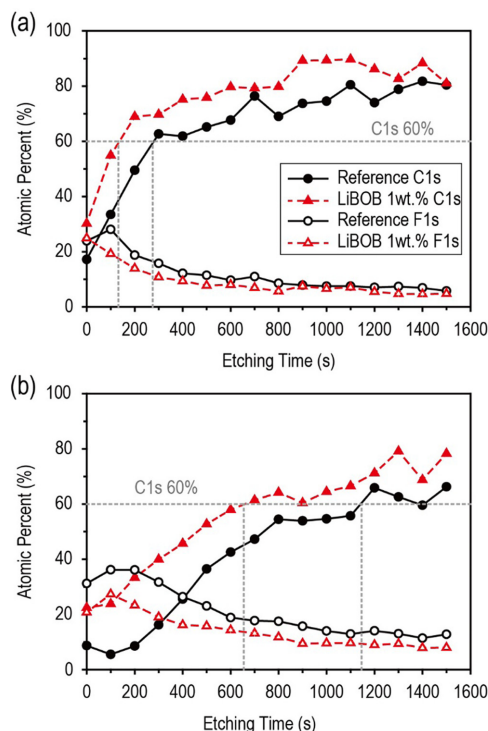 (a)
100
80
60
40
20
0
Atomic Percent (%)
C1s 60%
Reference C1s
LiBOB 1wt.% C1s
Reference F1s
LiBOB 1wt.% F1s
0 200 400 600 800 1000 1200 1400 1600
Etching Time (s)
(b)
100
80
60
40
20
0
Atomic Percent (%)
C1s 60%
0 200 400 600 800 1000 1200 1400 1600
Etching Time (s)